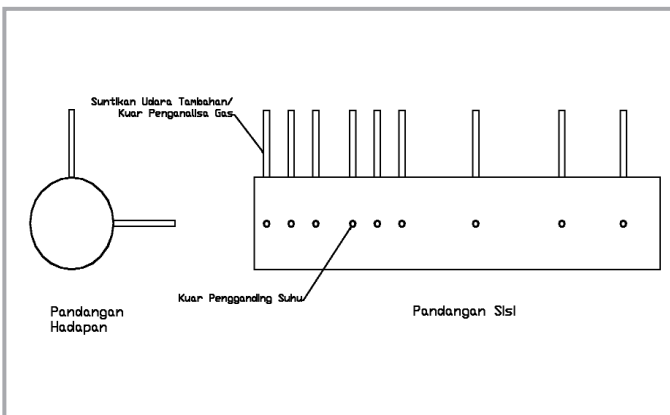 Suntikan Udara Tambahan/
Kuar Penganalisa Gas
Kuar Pengganding Suhu
Pandangan
Hadapan
Pandangan Sisi